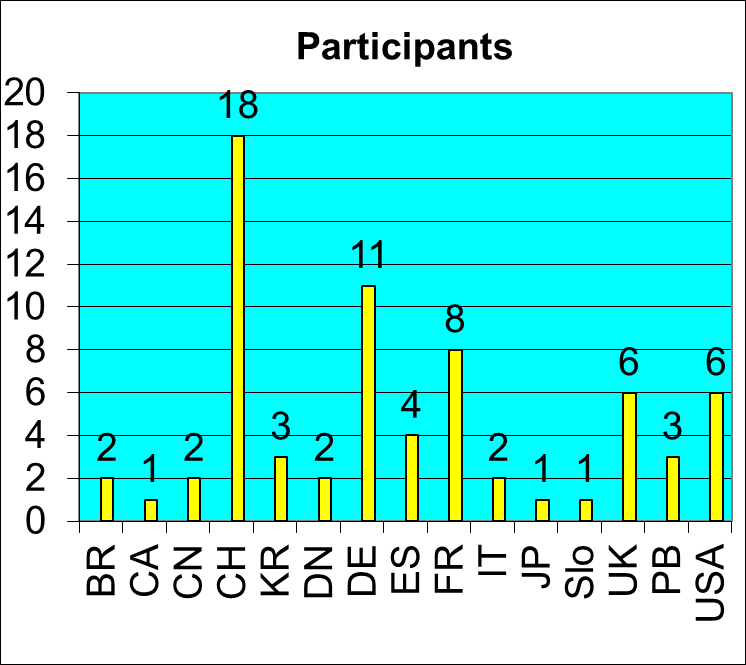 Participants
20
18
16
14
12
10
8
6
4
2
0
2
1
2
18
3
2
11
4
8
2
1
1
6
3
6
BR
CA
CN
CH
KR
DN
DE
ES
FR
IT
JP
Slo
UK
PB
USA